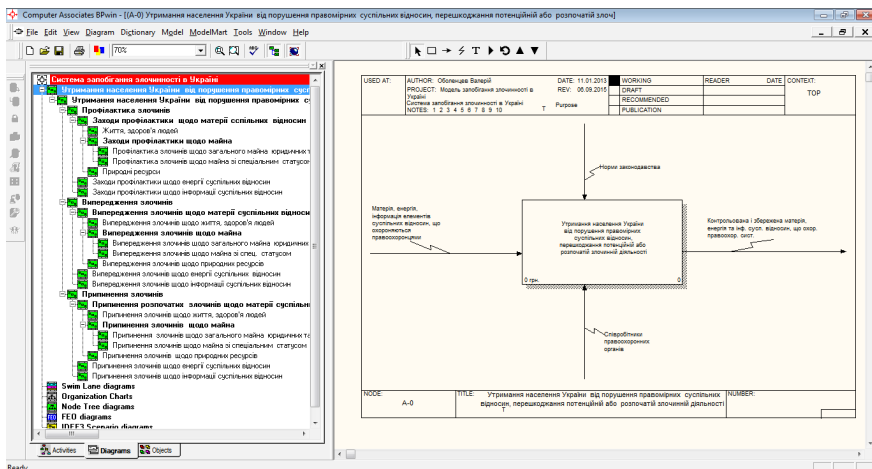 Computer Associates BPwin - [(A-0) Утримання населення України від порушення правомірних суспільних відносин, перешкоджання потенційній або розпочатій злоч]
File Edit View Diagram Dictionary Model ModelMart Tools Window Help
70%
Система запобігання злочинності в Україні
Утримання населення України від порушення правомірних сусп
Утримання населення України від порушення правомірних су
Профілактика злочинів
Заходи профілактики щодо матерії сспільних відносин
Життя, здоров'я людей
Заходи профілактики щодо майна
Профілактика злочинів щодо загального майна юридичних т
Профілактика злочинів щодо майна зі спеціальним статусом
Природні ресурси
Заходи профілактики щодо енергії суспільних відносин
Заходи профілактики щодо інформації суспільних відносин
Випередження злочинів
Випередження злочинів щодо матерії суспільних відноси
Випередження злочинів щодо життя, здоров'я людей
Випередження злочинів щодо майна
Випередження злочинів щодо загального майна юридичних
Випередження злочинів щодо майна зі спец. статусом
Випередження злочинів щодо природних ресурсів
Випередження злочинів щодо енергії суспільних відносин
Випередження злочинів щодо інформації суспільних відносин
Припинення злочинів
Припинення розпочатих злочинів щодо матерії суспільн
Припинення злочинів щодо життя, здоров'я людей
Припинення злочинів щодо майна
Припинення злочинів щодо загального майна юридичних та
Припинення злочинів щодо майна зі спеціальним статусом
Припинення злочинів щодо природних ресурсів
Припинення злочинів щодо енергії суспільних відносин
Припинення злочинів щодо інформації суспільних відносин
Swim Lane diagrams
Organization Charts
Node Tree diagrams
FEO diagrams
IDEF3 Scenario diagrams
Activities Diagrams Objects
Ready
USED AT: AUTHOR: Оболенцев Валерій DATE: 11.01.2013 WORKING READER DATE CONTEXT:
PROJECT: Модель запобігання злочинності в REV: 06.09.2015 DRAFT TOP
Україні RECOMMENDED
Система запобігання злочинності в Україні Purpose
NOTES: 1 2 3 4 5 6 7 8 9 10 T PUBLICATION
Норми законодавства
Матерія, енергія,
інформація елементів
суспільних відносин, що
охороняються
правоохоронцями
Утримання населення України
від порушення правомірних
суспільних відносин,
перешкоджання потенційній або
розпочатій злочинній діяльності
0 грн. 0
Контрольована і збережена матерія,
енергія та інф. сусп. відносин, що охор.
правоохор. сист.
Співробітники
правоохоронних
органів
NODE: TITLE: Утримання населення України від порушення правомірних суспільних NUMBER:
A-0 відносин, перешкоджання потенційній або розпочатій злочинній діяльності
T